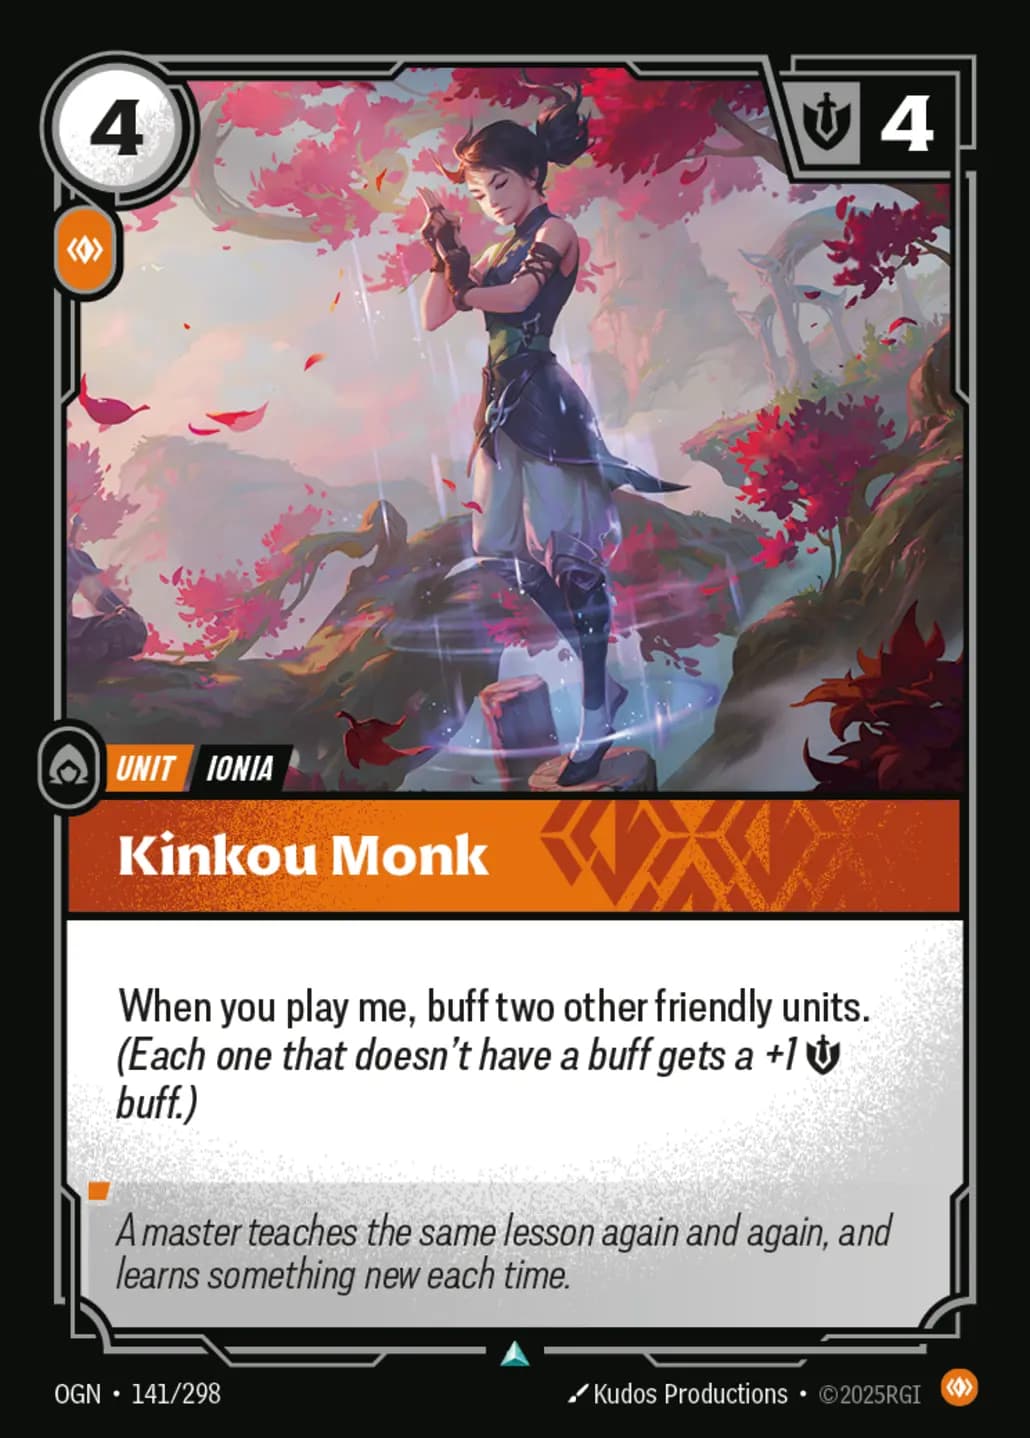 4
4
UNIT IONIA
Kinkou Monk
When you play me, buff two other friendly units.
(Each one that doesn't have a buff gets a +1
buff.)
A master teaches the same lesson again and again, and
learns something new each time.
OGN • 141/298
Kudos Productions • ©2025RGI